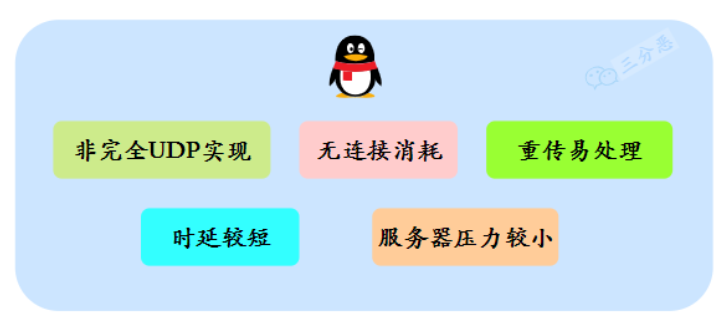 三分恶
非完全UDP实现
无连接消耗
重传易处理
时延较短
服务器压力较小